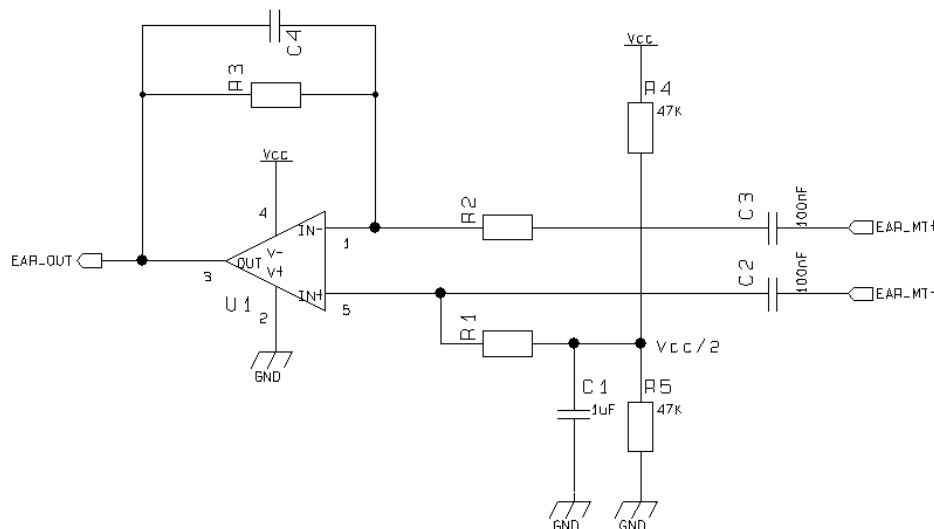 C4
R3
Vcc
R4
47K
Vcc
4
IN-
1
R2
C3
100nF
EAR_MT+
EAR_OUT
3
OUT
V-
V+
U1
2
IN+
5
C2
100nF
EAR_MT-
R1
Vcc/2
GND
C1
1uF
R5
47K
GND
GND